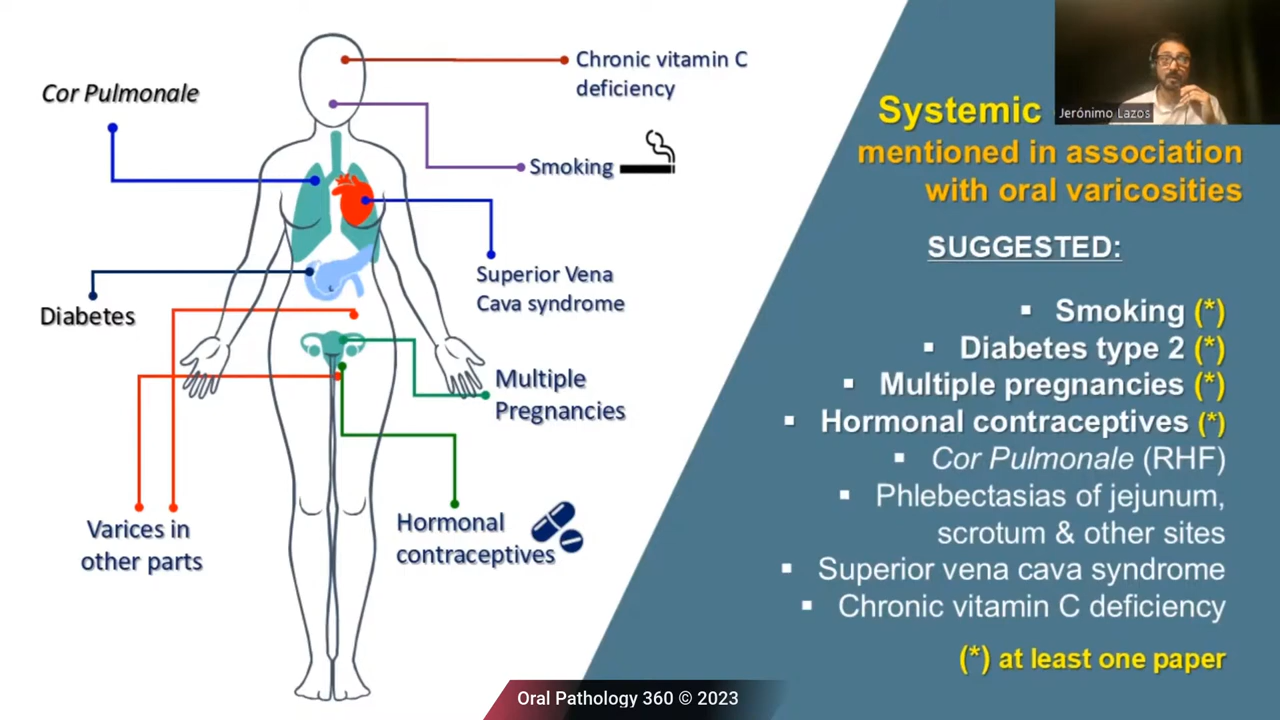 Cor Pulmonale
Chronic vitamin C
deficiency
Smoking
Superior Vena
Cava syndrome
Diabetes
Multiple
Pregnancies
Varices in
other parts
Hormonal
contraceptives
Jerónimo Lazos
Systemic
mentioned in association
with oral varicosities
SUGGESTED:
▪ Smoking (*)
▪ Diabetes type 2 (*)
▪ Multiple pregnancies (*)
▪ Hormonal contraceptives (*)
▪ Cor Pulmonale (RHF)
▪ Phlebectasias of jejunum,
scrotum & other sites
▪ Superior vena cava syndrome
▪ Chronic vitamin C deficiency
(*) at least one paper
Oral Pathology 360 © 2023